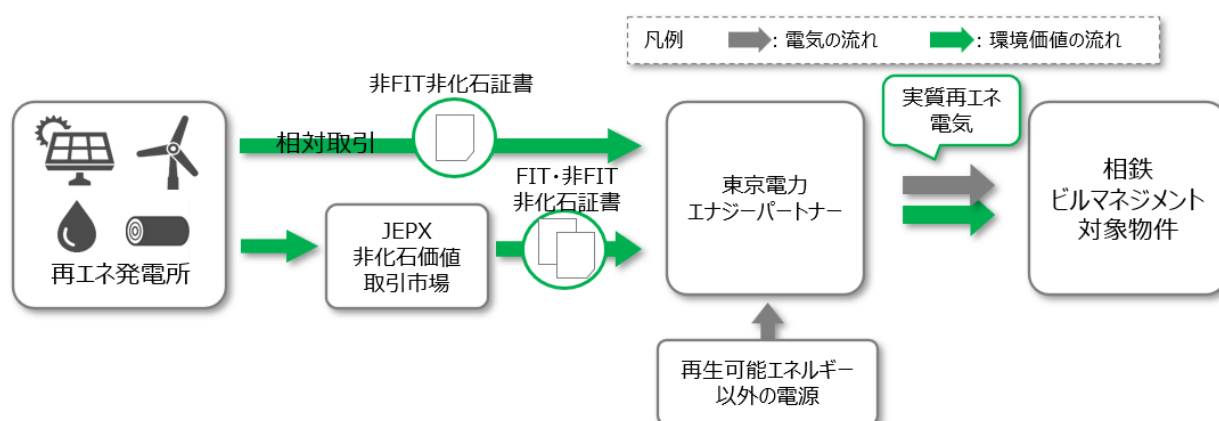 凡例
: 電気の流れ
: 環境価値の流れ
非FIT非化石証書
相対取引
再エネ発電所
JEPX
非化石価値
取引市場
FIT・非FIT
非化石証書
東京電力
エナジーパートナー
再生可能エネルギー
以外の電源
実質再エネ
電気
相鉄
ビルマネジメント
対象物件